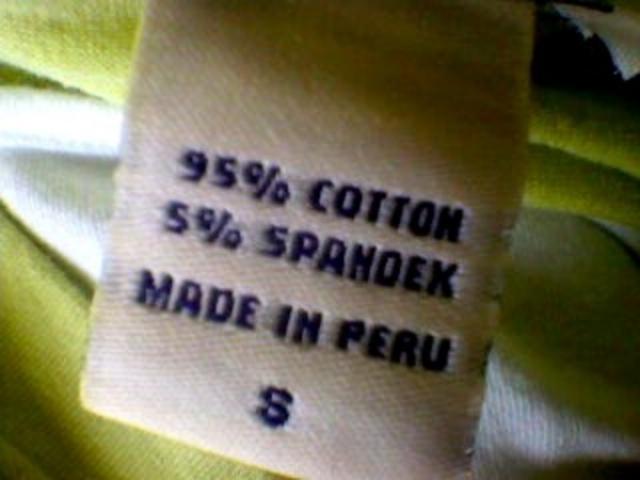 95% COTTON
5% SPANDEX
MADE IN PERU
S